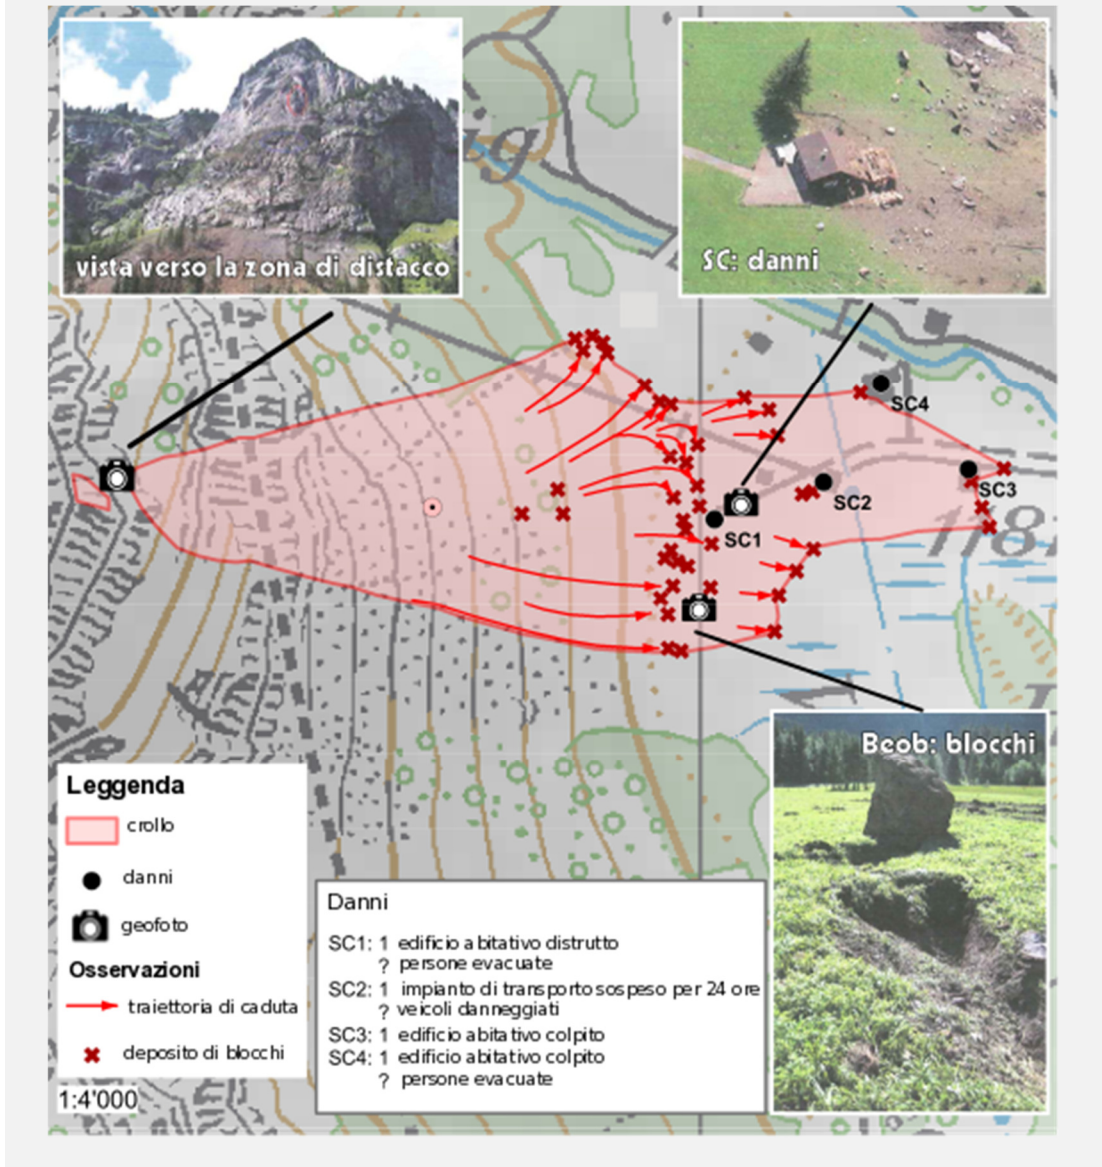 vista verso la zona di distacco
SC: danni
SC4
SC3
SC2
SC1
118
Beob: blocchi
Leggenda
crollo
danni
geofoto
Osservazioni
traiettoria di caduta
deposito di blocchi
1:4'000
Danni
SC1: 1 edificio abitativo distrutto
? persone evacuate
SC2: 1 impianto di transporto sospeso per 24 ore
? veicoli danneggiati
SC3: 1 edificio abitativo colpito
SC4: 1 edificio abitativo colpito
? persone evacuate